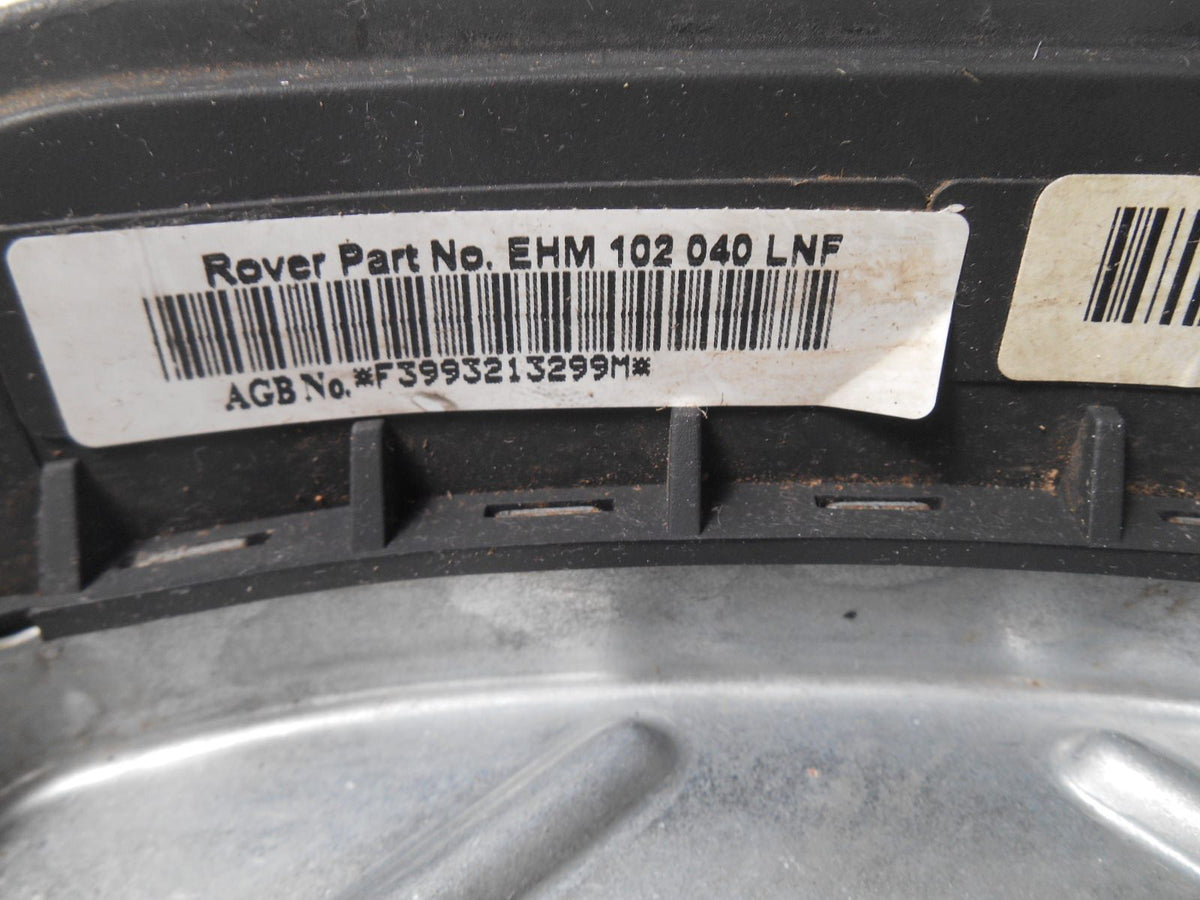 Rover Part No. EHM 102 040 LNF
AGB No. *F3993213299M*